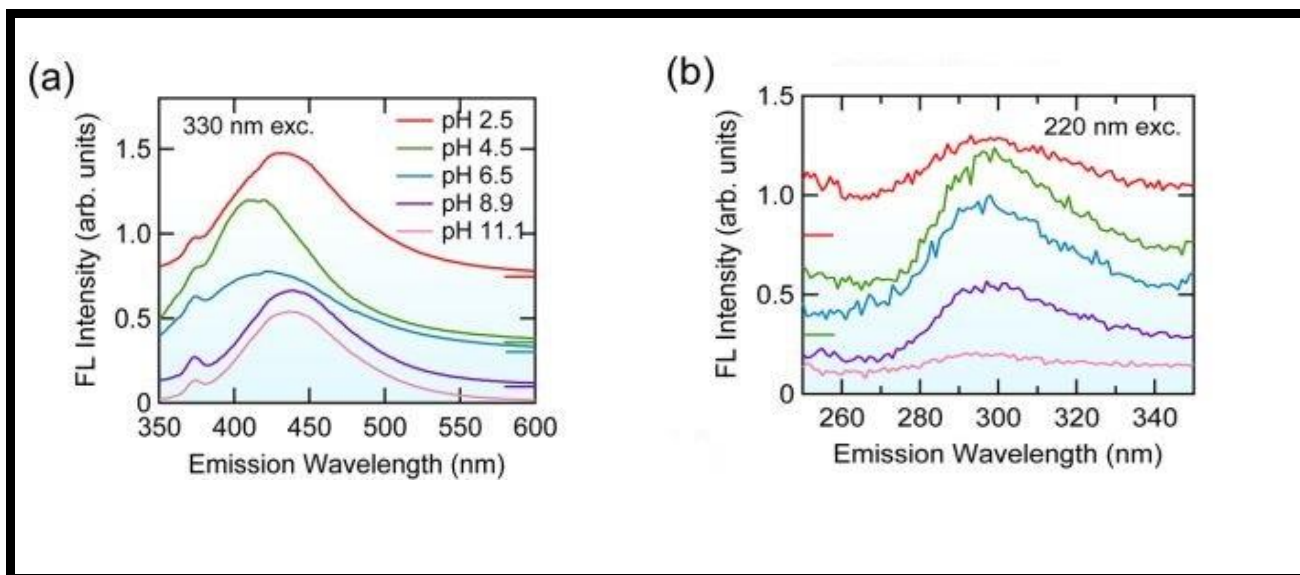 (a)
330 nm exc.
pH 2.5
pH 4.5
pH 6.5
pH 8.9
pH 11.1
1.5
1.0
0.5
0
FL Intensity (arb. units)
350 400 450 500 550 600
Emission Wavelength (nm)
(b)
220 nm exc.
1.5
1.0
0.5
0
FL Intensity (arb. units)
260 280 300 320 340
Emission Wavelength (nm)